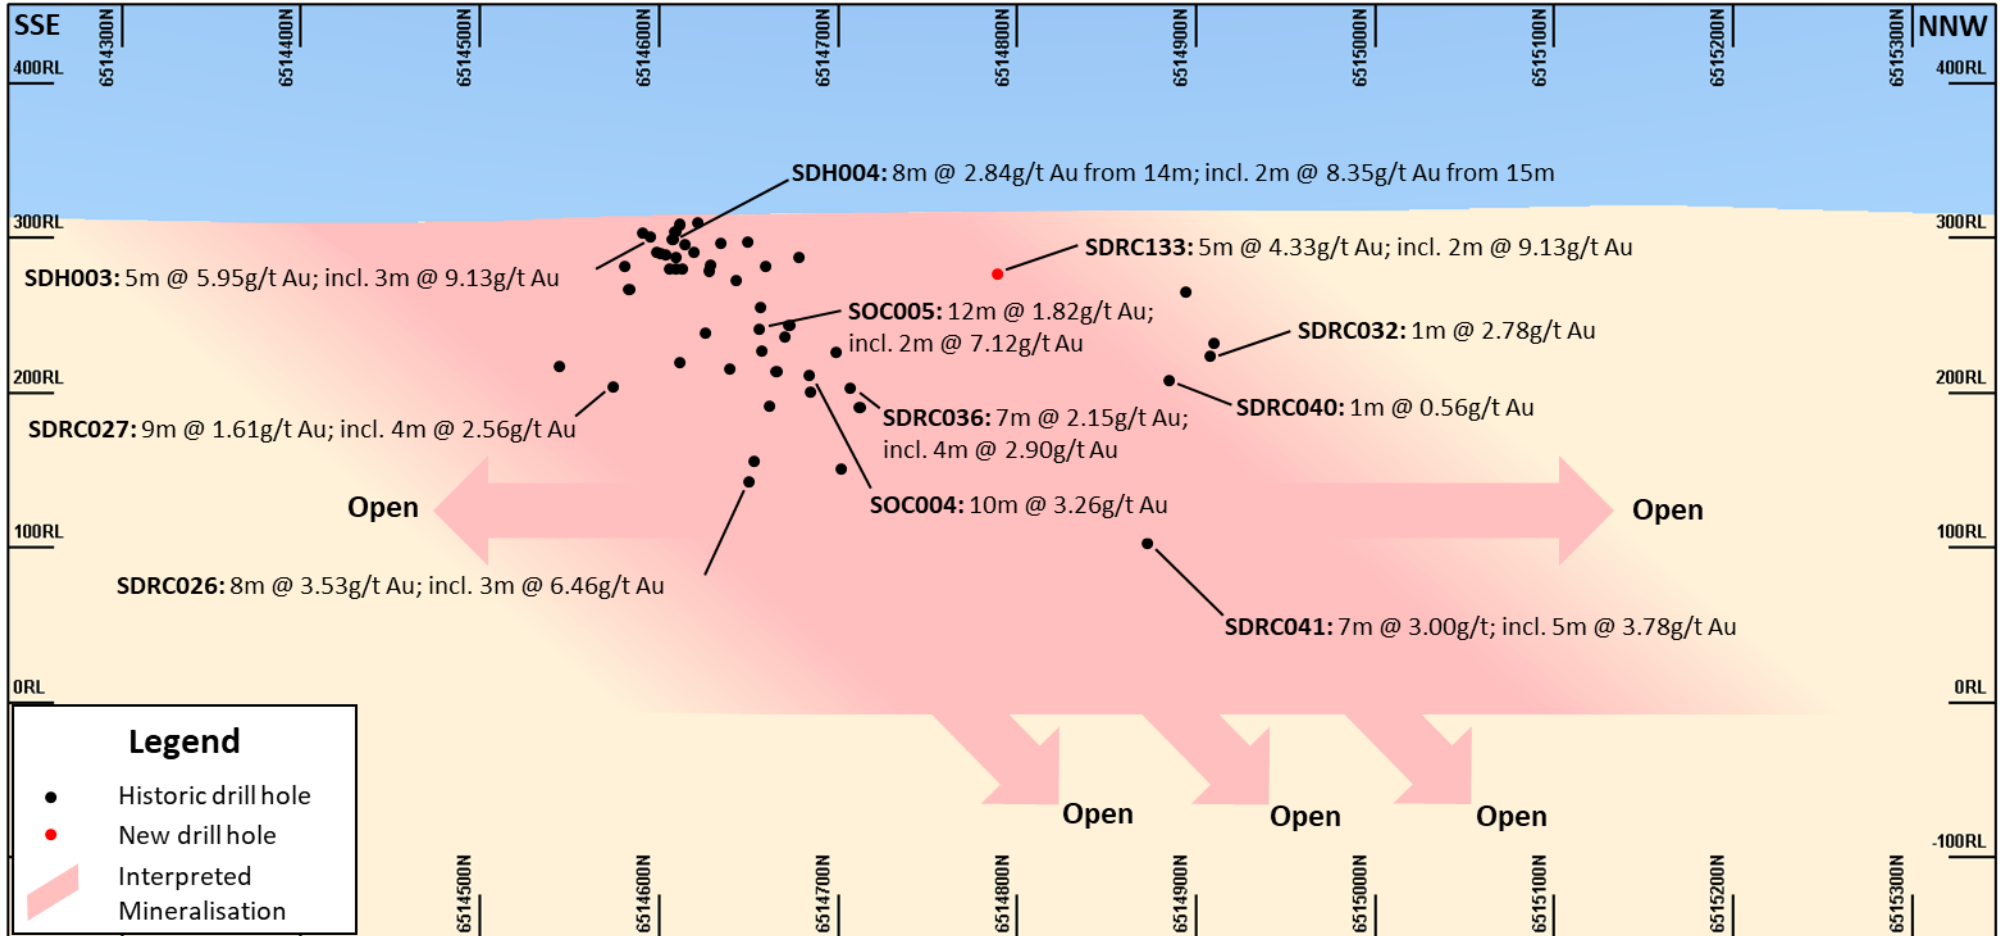 SSE
NNW
6514300N
6514400N
6514500N
6514600N
6514700N
6514800N
6514900N
6515000N
6515100N
6515200N
6515300N
400RL
400RL
SDH004: 8m @ 2.84g/t Au from 14m; incl. 2m @ 8.35g/t Au from 15m
300RL
300RL
SDRC133: 5m @ 4.33g/t Au; incl. 2m @ 9.13g/t Au
SDH003: 5m @ 5.95g/t Au; incl. 3m @ 9.13g/t Au
SOC005: 12m @ 1.82g/t Au;
incl. 2m @ 7.12g/t Au
SDRC032: 1m @ 2.78g/t Au
200RL
200RL
SDRC040: 1m @ 0.56g/t Au
SDRC036: 7m @ 2.15g/t Au;
incl. 4m @ 2.90g/t Au
SDRC027: 9m @ 1.61g/t Au; incl. 4m @ 2.56g/t Au
SOC004: 10m @ 3.26g/t Au
Open
Open
100RL
100RL
SDRC026: 8m @ 3.53g/t Au; incl. 3m @ 6.46g/t Au
SDRC041: 7m @ 3.00g/t; incl. 5m @ 3.78g/t Au
0RL
0RL
Open
Open
Open
-100RL
Legend
Historic drill hole
New drill hole
Interpreted
Mineralisation
6514500N
6514600N
6514700N
6514800N
6514900N
6515000N
6515100N
6515200N
6515300N